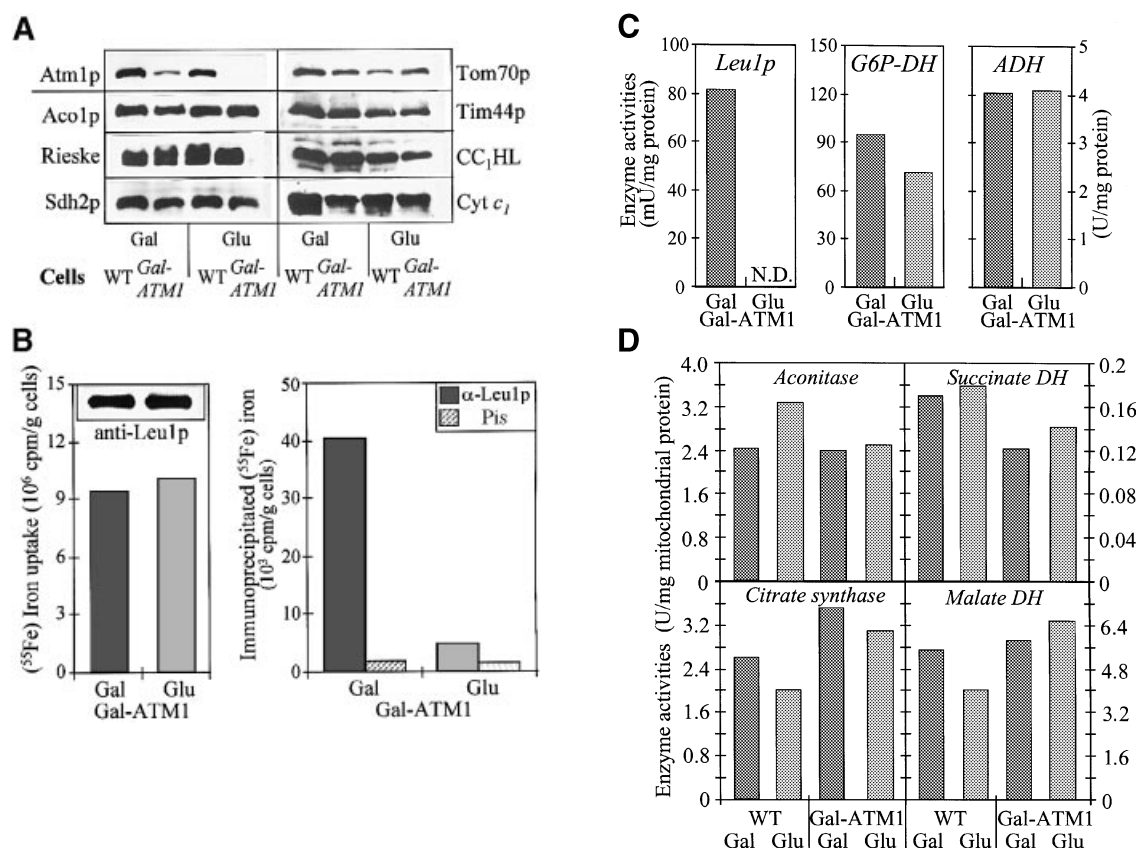 A
Atm1p
Tom70p
Aco1p
Tim44p
Rieske
CC1HL
Sdh2p
Cyt c1
Gal Glu Gal Glu
Cells WT Gal-ATM1 WT Gal-ATM1 WT Gal-ATM1 WT Gal-ATM1
B
(55Fe) Iron uptake (10⁶ cpm/g cells)
15
12
9
6
3
0
anti-Leu1p
Gal Glu
Gal-ATM1
Immunoprecipitated (55Fe) iron
(10³ cpm/g cells)
50
40
30
20
10
0
α-Leu1p
Pis
Gal Glu
Gal-ATM1
C
Enzyme activities
(mU/mg protein)
100
80
60
40
20
0
Leu1p
N.D.
Gal Glu
Gal-ATM1
150
120
90
60
30
0
G6P-DH
Gal Glu
Gal-ATM1
ADH
5
4
3
2
1
0
(U/mg protein)
Gal Glu
Gal-ATM1
D
Enzyme activities (U/mg mitochondrial protein)
4.0
3.2
2.4
1.6
0.8
0
Aconitase
Succinate DH
0.2
0.16
0.12
0.08
0.04
0
Citrate synthase
3.2
2.4
1.6
0.8
0
Malate DH
6.4
4.8
3.2
1.6
0
WT Gal-ATM1 WT Gal-ATM1
Gal Glu Gal Glu Gal Glu Gal Glu